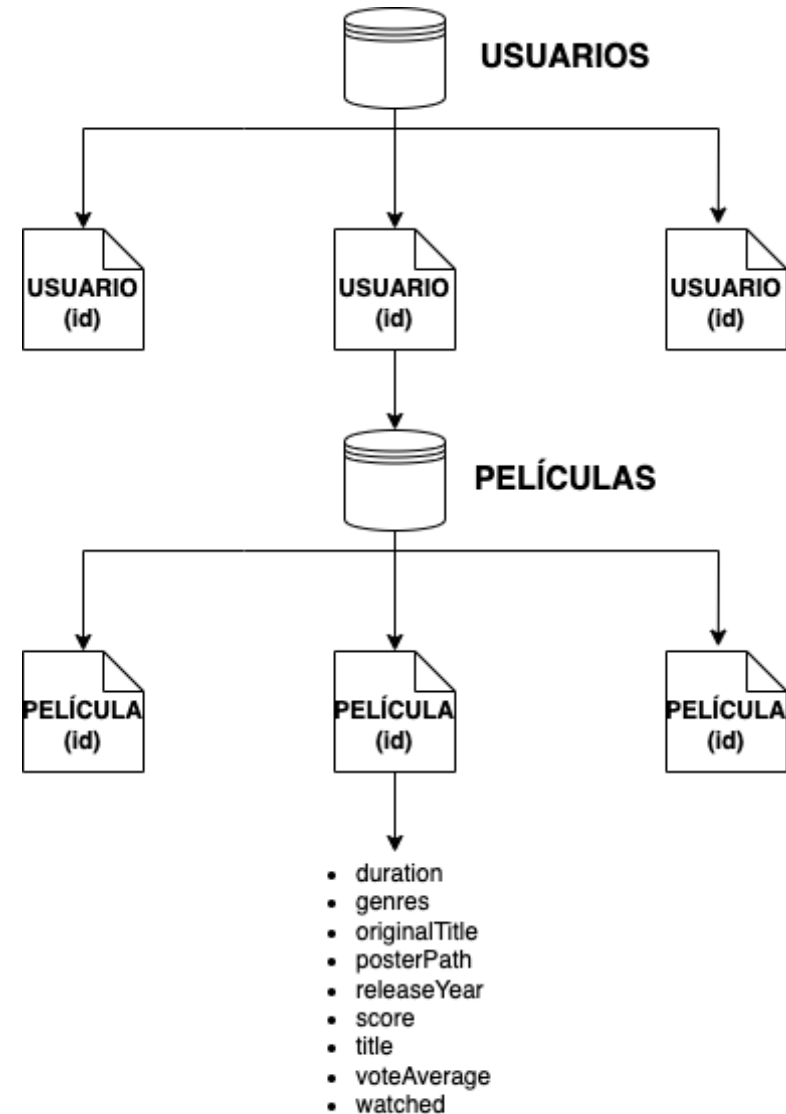 USUARIOS
USUARIO
(id)
USUARIO
(id)
USUARIO
(id)
PELÍCULAS
PELÍCULA
(id)
PELÍCULA
(id)
PELÍCULA
(id)
• duration
• genres
• originalTitle
• posterPath
• releaseYear
• score
• title
• voteAverage
• watched